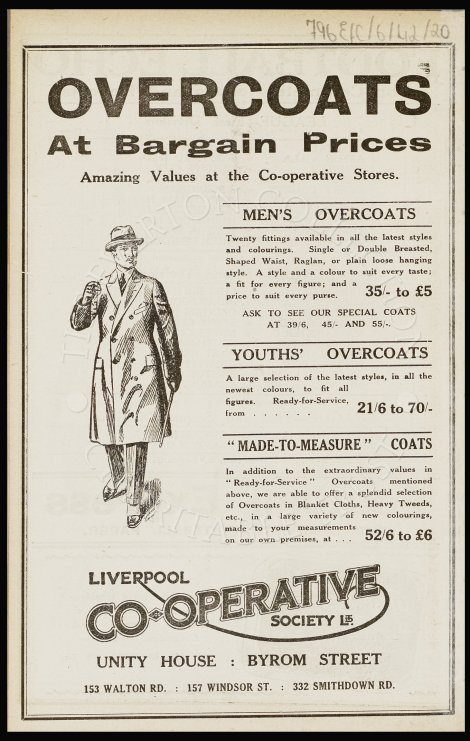 796 EFC/6/42/20
OVERCOATS
At Bargain Prices
Amazing Values at the Co-operative Stores.
MEN'S OVERCOATS
Twenty fittings available in all the latest styles
and colourings. Single or Double Breasted,
Shaped Waist, Raglan, or plain loose hanging
style. A style and a colour to suit every taste;
a fit for every figure; and a
price to suit every purse. 35/- to £5
ASK TO SEE OUR SPECIAL COATS
AT 39/6, 45/- AND 55/-.
YOUTHS' OVERCOATS
A large selection of the latest styles, in all the
newest colours, to fit all
figures. Ready-for-Service,
from . . . . . . 21/6 to 70/-
"MADE-TO-MEASURE" COATS
In addition to the extraordinary values in
"Ready-for-Service" Overcoats mentioned
above, we are able to offer a splendid selection
of Overcoats in Blanket Cloths, Heavy Tweeds,
etc., in a large variety of new colourings,
made to your measurements
on our own premises, at . . . 52/6 to £6
LIVERPOOL
CO-OPERATIVE
SOCIETY LTD
UNITY HOUSE : BYROM STREET
153 WALTON RD. : 157 WINDSOR ST. : 332 SMITHDOWN RD.